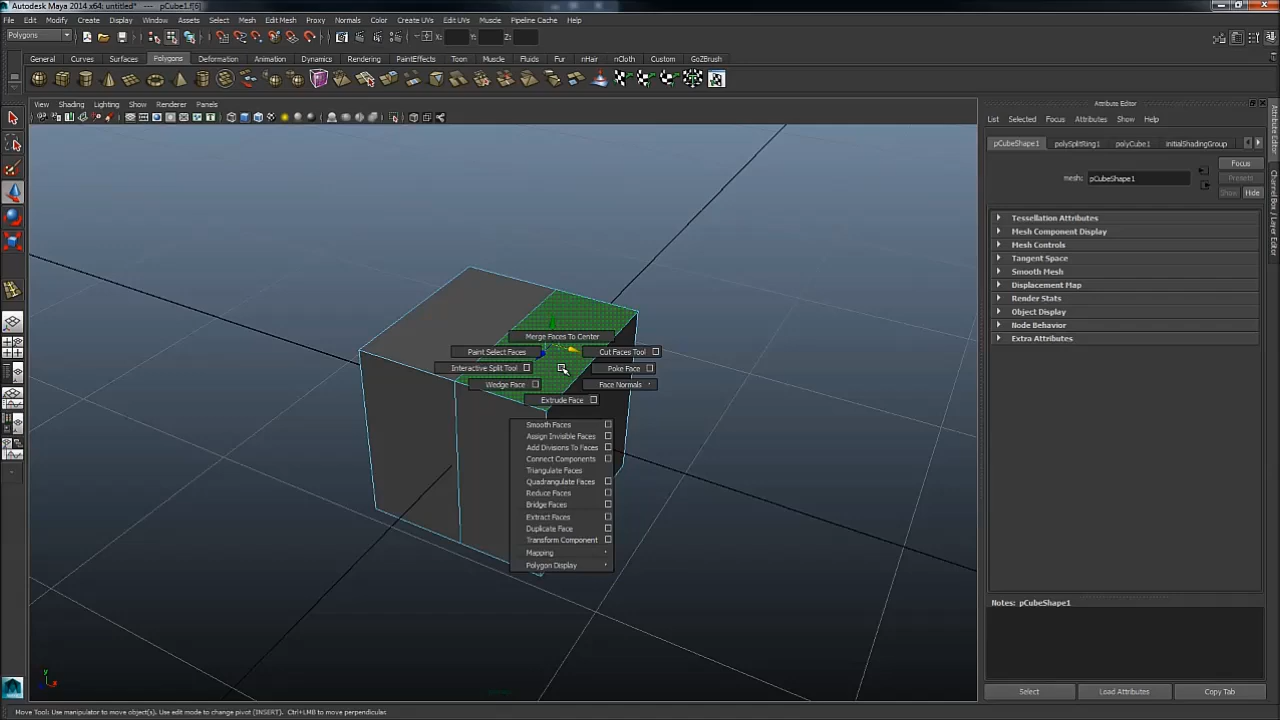 Autodesk Maya 2014 x64: untitled* --- pCube1.f[6]
File Edit Modify Create Display Window Assets Select Mesh Edit Mesh Proxy Normals Color Create UVs Edit UVs Muscle Pipeline Cache Help
Polygons X: Y: Z:
General Curves Surfaces Polygons Deformation Animation Dynamics Rendering PaintEffects Toon Muscle Fluids Fur nHair nCloth Custom GoZBrush
View Shading Lighting Show Renderer Panels
Attribute Editor
List Selected Focus Attributes Show Help
pCubeShape1 polySplitRing1 polyCube1 initialShadingGroup
Focus
mesh: pCubeShape1
Presets
Show Hide
Tessellation Attributes
Mesh Component Display
Mesh Controls
Tangent Space
Smooth Mesh
Displacement Map
Render Stats
Object Display
Node Behavior
Extra Attributes
Notes: pCubeShape1
Select Load Attributes Copy Tab
Attribute Editor
Channel Box / Layer Editor
Merge Faces To Center
Paint Select Faces Cut Faces Tool
Interactive Split Tool Poke Face
Wedge Face Face Normals
Extrude Face
Smooth Faces
Assign Invisible Faces
Add Divisions To Faces
Connect Components
Triangulate Faces
Quadrangulate Faces
Reduce Faces
Bridge Faces
Extract Faces
Duplicate Face
Transform Component
Mapping
Polygon Display
y
x
Move Tool: Use manipulator to move object(s). Use edit mode to change pivot (INSERT). Ctrl+LMB to move perpendicular.